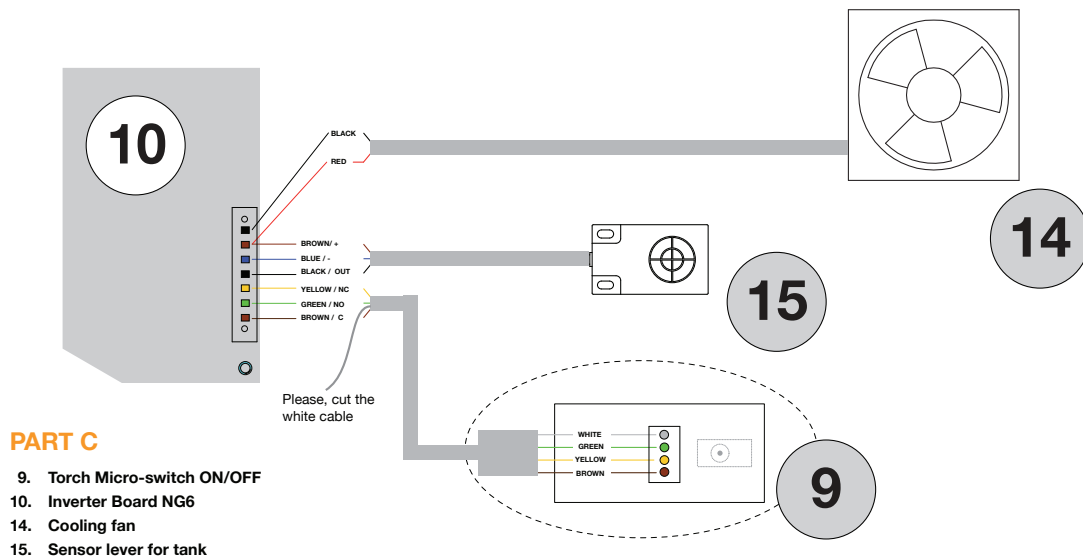 10
BLACK
RED
14
BROWN/ +
BLUE / -
BLACK / OUT
YELLOW / NC
GREEN / NO
BROWN / C
15
Please, cut the
white cable
WHITE
GREEN
YELLOW
BROWN
9
PART C
9. Torch Micro-switch ON/OFF
10. Inverter Board NG6
14. Cooling fan
15. Sensor lever for tank